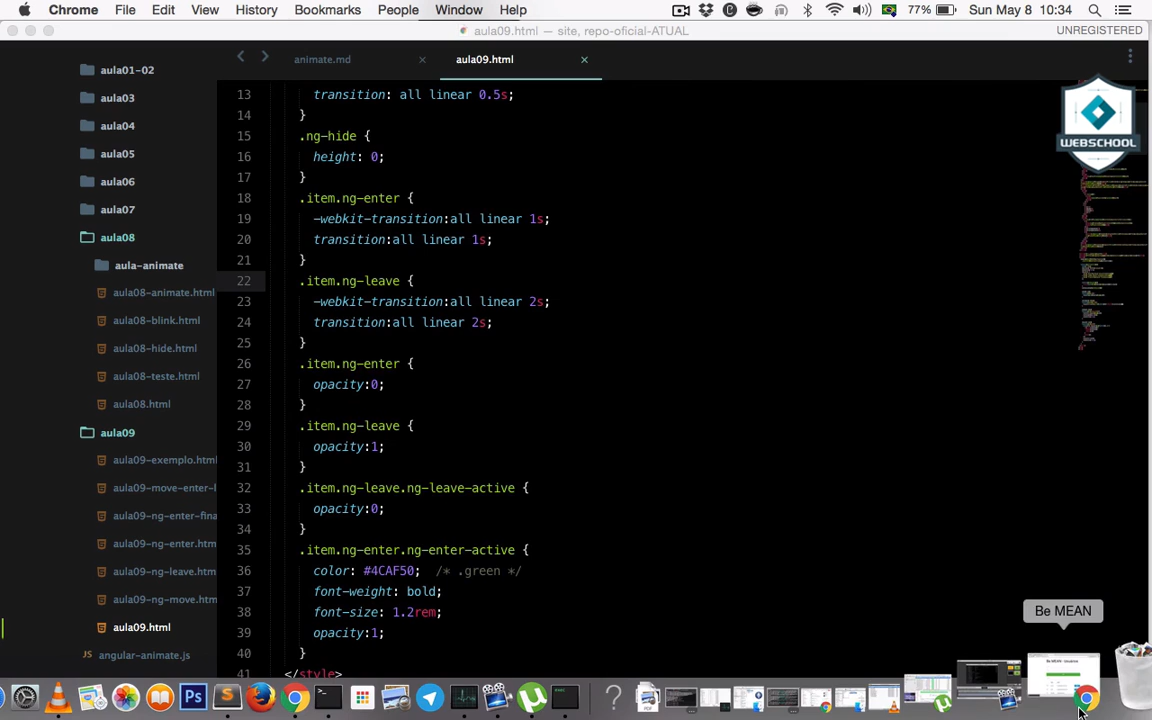 Chrome File Edit View History Bookmarks People Window Help 77% Sun May 8 10:34
aula09.html — site, repo-oficial-ATUAL UNREGISTERED
animate.md aula09.html
WEBSCHOOL
aula01-02
aula03
aula04
aula05
aula06
aula07
aula08
aula-animate
aula08-animate.html
aula08-blink.html
aula08-hide.html
aula08-teste.html
aula08.html
aula09
aula09-exemplo.html
aula09-move-enter-l
aula09-ng-enter-fina
aula09-ng-enter.htm
aula09-ng-leave.htm
aula09-ng-move.htm
aula09.html
angular-animate.js
13 transition: all linear 0.5s;
14 }
15 .ng-hide {
16 height: 0;
17 }
18 .item.ng-enter {
19 -webkit-transition:all linear 1s;
20 transition:all linear 1s;
21 }
22 .item.ng-leave {
23 -webkit-transition:all linear 2s;
24 transition:all linear 2s;
25 }
26 .item.ng-enter {
27 opacity:0;
28 }
29 .item.ng-leave {
30 opacity:1;
31 }
32 .item.ng-leave.ng-leave-active {
33 opacity:0;
34 }
35 .item.ng-enter.ng-enter-active {
36 color: #4CAF50; /* .green */
37 font-weight: bold;
38 font-size: 1.2rem;
39 opacity:1;
40 }
41 </style>
Be MEAN
Ps